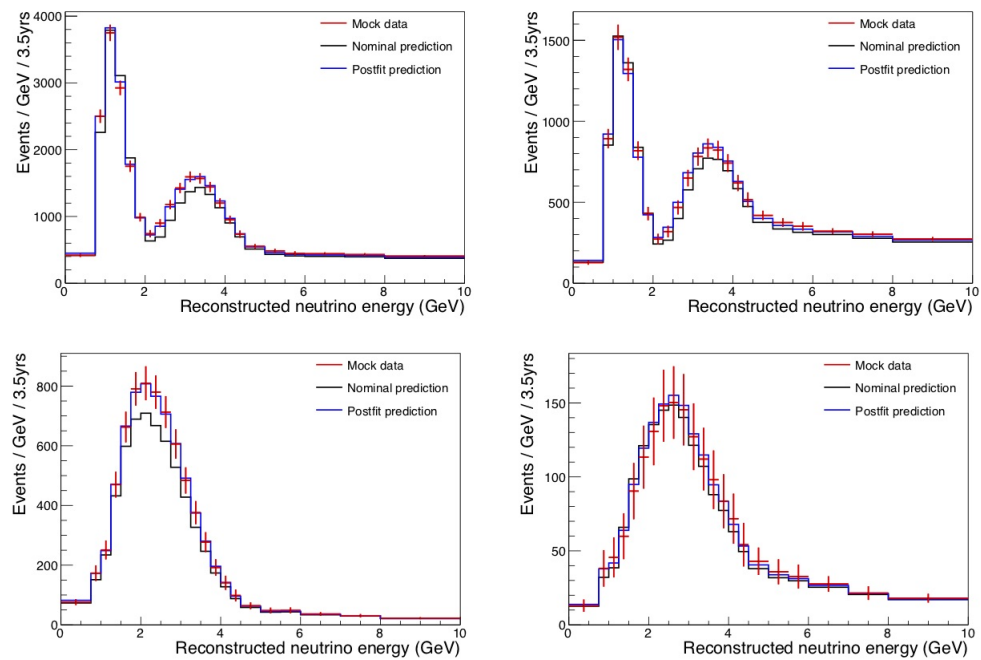 Events / GeV / 3.5yrs
4000
3000
2000
1000
0
0 2 4 6 8 10
Reconstructed neutrino energy (GeV)
Mock data
Nominal prediction
Postfit prediction
Events / GeV / 3.5yrs
1500
1000
500
0
0 2 4 6 8 10
Reconstructed neutrino energy (GeV)
Mock data
Nominal prediction
Postfit prediction
Events / GeV / 3.5yrs
800
600
400
200
0
0 2 4 6 8 10
Reconstructed neutrino energy (GeV)
Mock data
Nominal prediction
Postfit prediction
Events / GeV / 3.5yrs
150
100
50
0
0 2 4 6 8 10
Reconstructed neutrino energy (GeV)
Mock data
Nominal prediction
Postfit prediction